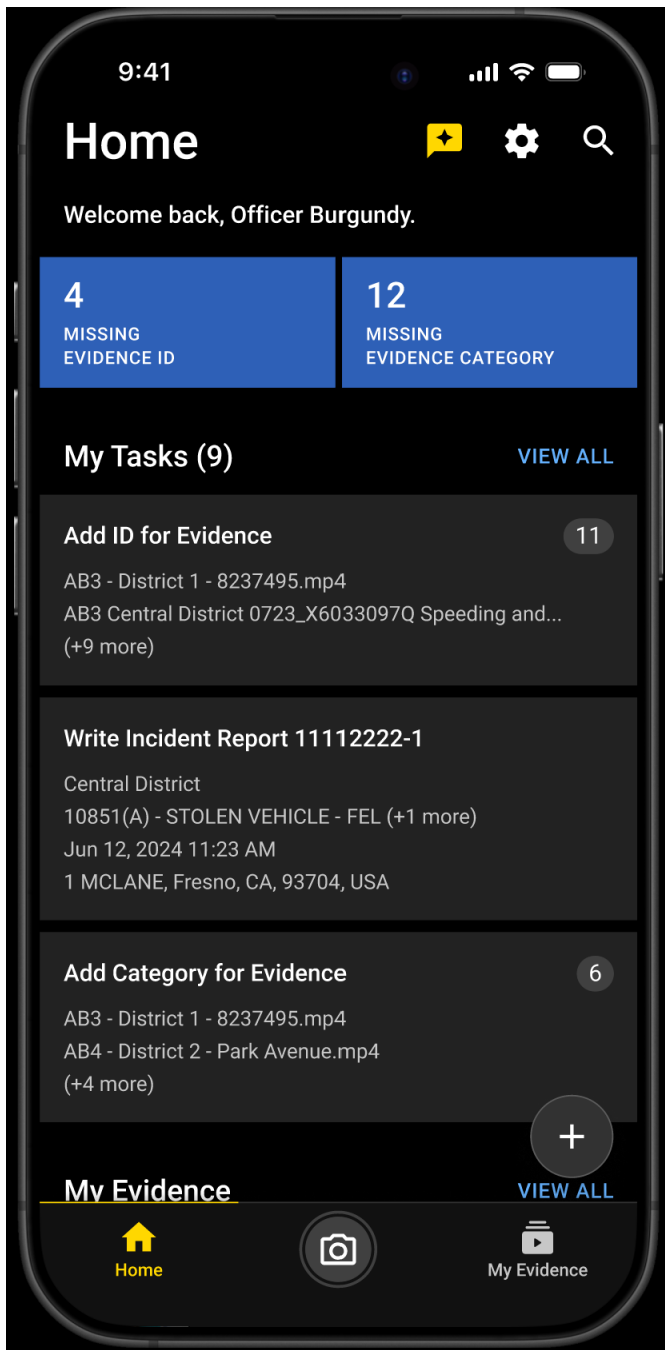 9:41
Home
Welcome back, Officer Burgundy.
4
MISSING
EVIDENCE ID
12
MISSING
EVIDENCE CATEGORY
My Tasks (9)
VIEW ALL
Add ID for Evidence
11
AB3 - District 1 - 8237495.mp4
AB3 Central District 0723_X6033097Q Speeding and...
(+9 more)
Write Incident Report 11112222-1
Central District
10851(A) - STOLEN VEHICLE - FEL (+1 more)
Jun 12, 2024 11:23 AM
1 MCLANE, Fresno, CA, 93704, USA
Add Category for Evidence
6
AB3 - District 1 - 8237495.mp4
AB4 - District 2 - Park Avenue.mp4
(+4 more)
My Evidence
VIEW ALL
Home
My Evidence